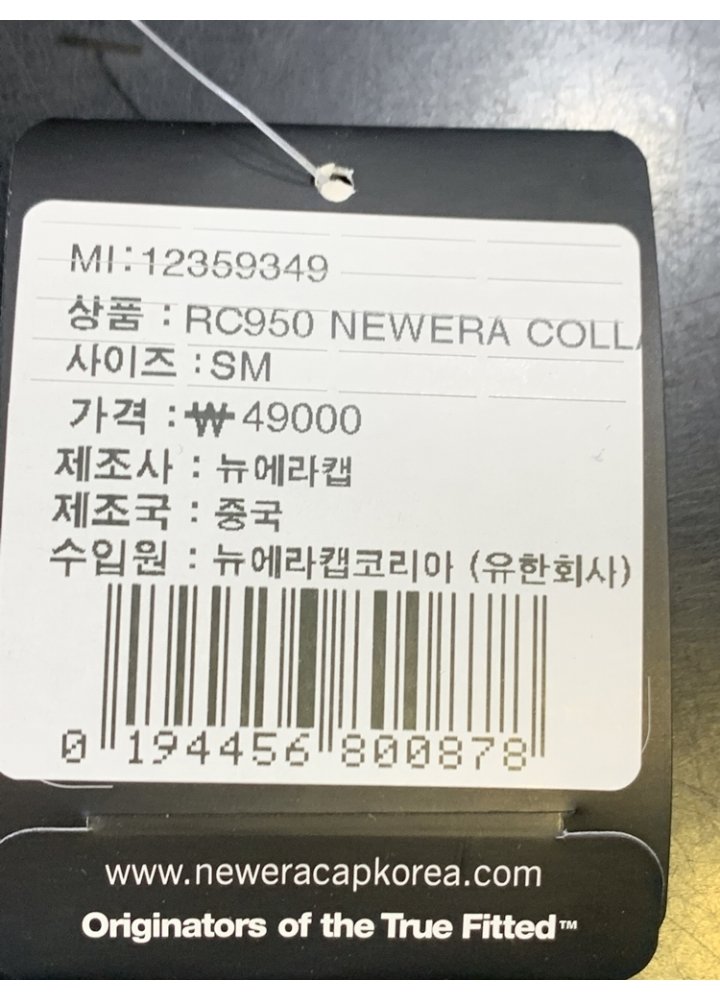 MI:12359349
상품 : RC950 NEWERA COLL
사이즈 : SM
가격 : ₩49000
제조사 : 뉴에라캡
제조국 : 중국
수입원 : 뉴에라캡코리아 (유한회사)
0 194456 800878
www.neweracapkorea.com
Originators of the True Fitted™